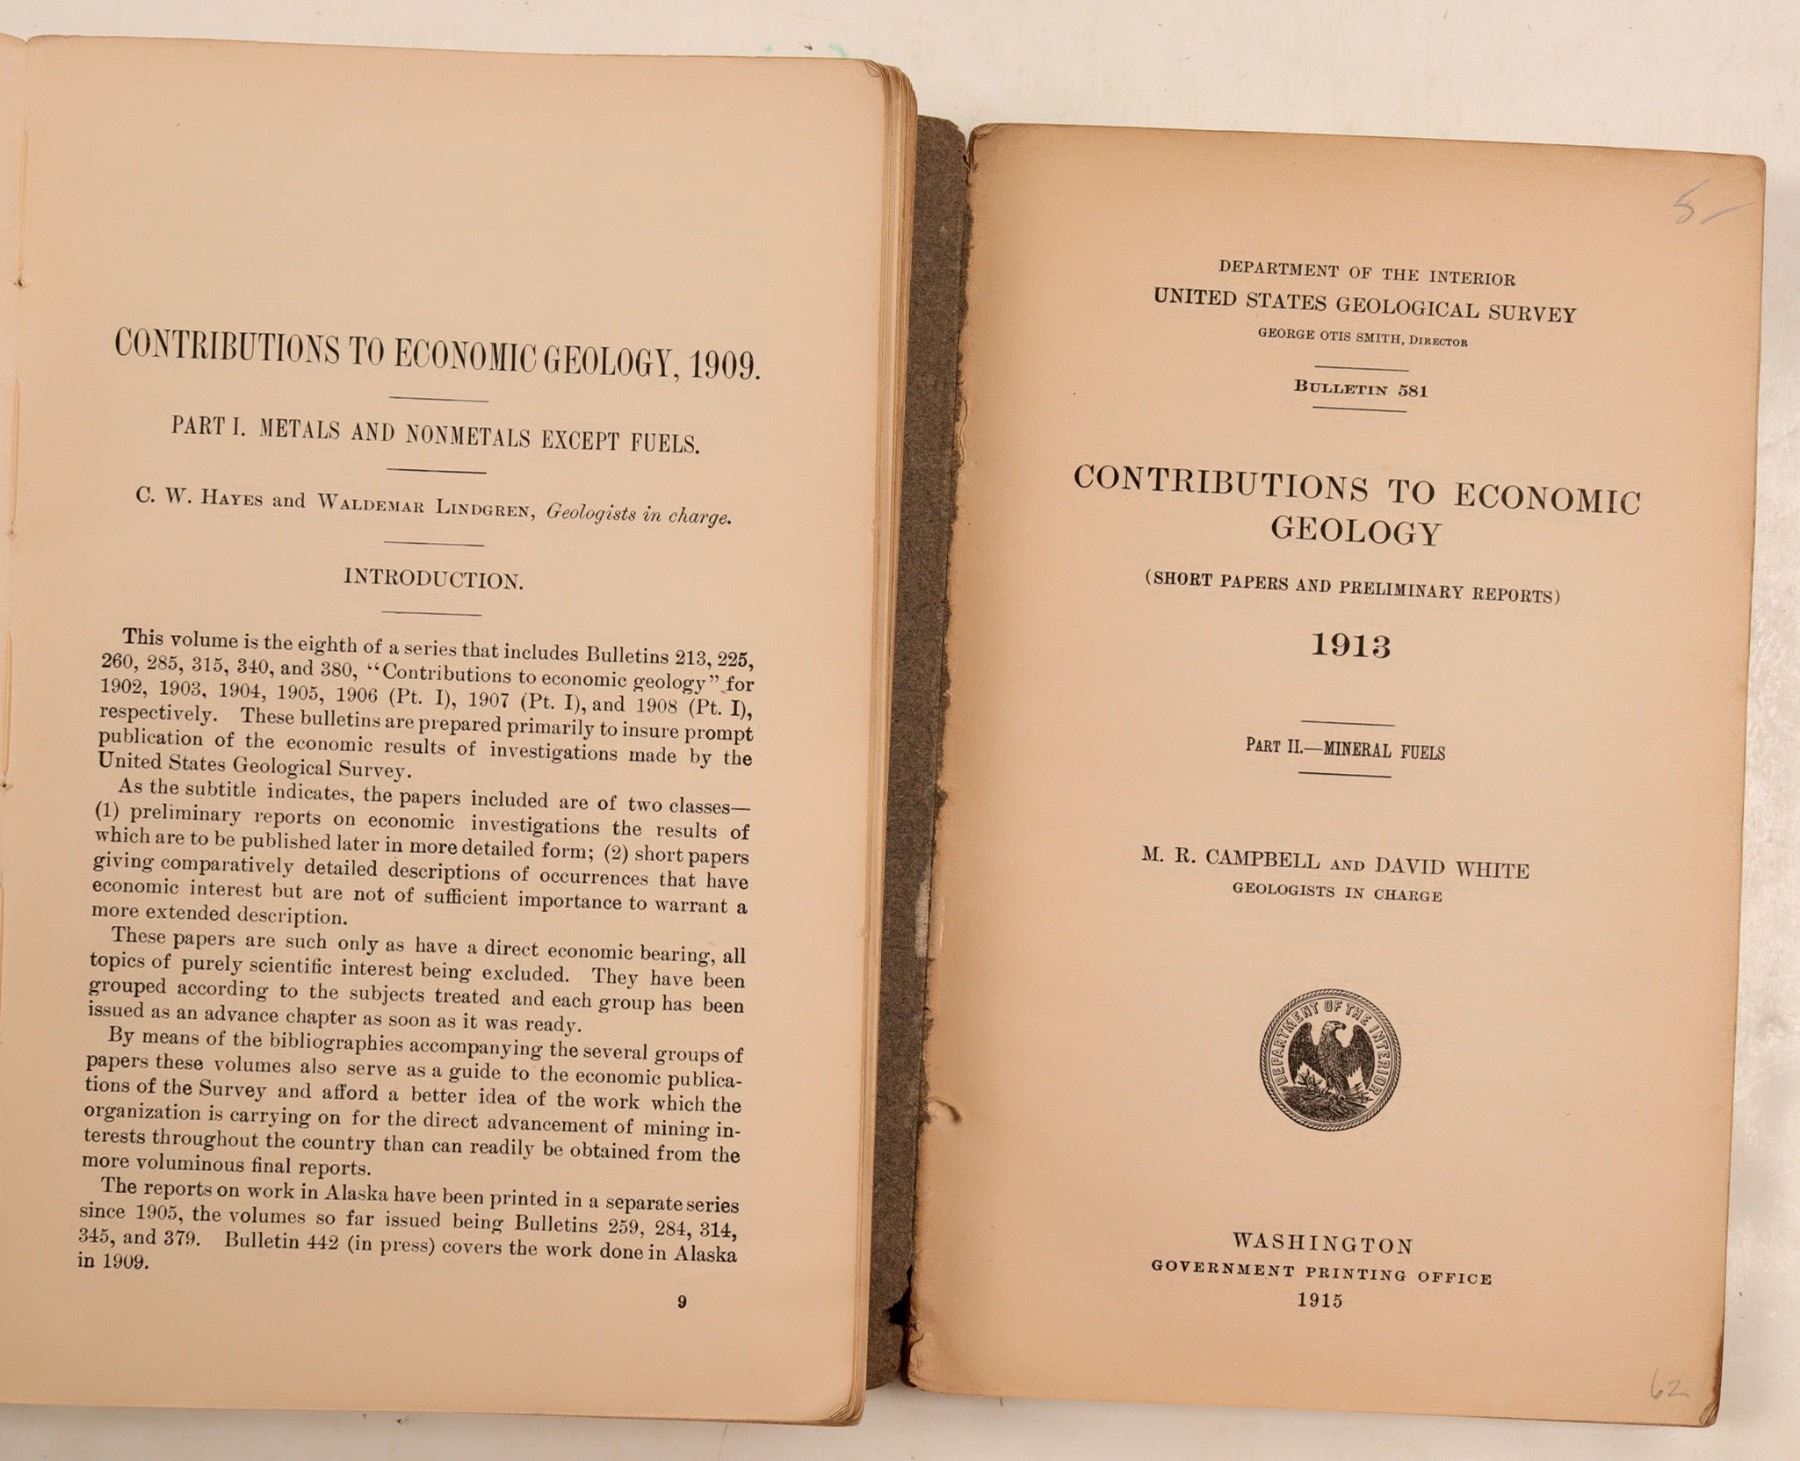 CONTRIBUTIONS TO ECONOMIC GEOLOGY, 1909.
PART I. METALS AND NONMETALS EXCEPT FUELS.
C. W. HAYES and WALDEMAR LINDGREN, Geologists in charge.
INTRODUCTION.
This volume is the eighth of a series that includes Bulletins 213, 225,
260, 285, 315, 340, and 380, "Contributions to economic geology" for
1902, 1903, 1904, 1905, 1906 (Pt. I), 1907 (Pt. I), and 1908 (Pt. I),
respectively. These bulletins are prepared primarily to insure prompt
publication of the economic results of investigations made by the
United States Geological Survey.
As the subtitle indicates, the papers included are of two classes—
(1) preliminary reports on economic investigations the results of
which are to be published later in more detailed form; (2) short papers
giving comparatively detailed descriptions of occurrences that have
economic interest but are not of sufficient importance to warrant a
more extended description.
These papers are such only as have a direct economic bearing, all
topics of purely scientific interest being excluded. They have been
grouped according to the subjects treated and each group has been
issued as an advance chapter as soon as it was ready.
By means of the bibliographies accompanying the several groups of
papers these volumes also serve as a guide to the economic publica-
tions of the Survey and afford a better idea of the work which the
organization is carrying on for the direct advancement of mining in-
terests throughout the country than can readily be obtained from the
more voluminous final reports.
The reports on work in Alaska have been printed in a separate series
since 1905, the volumes so far issued being Bulletins 259, 284, 314,
345, and 379. Bulletin 442 (in press) covers the work done in Alaska
in 1909.
9
5—
DEPARTMENT OF THE INTERIOR
UNITED STATES GEOLOGICAL SURVEY
GEORGE OTIS SMITH, DIRECTOR
BULLETIN 581
CONTRIBUTIONS TO ECONOMIC
GEOLOGY
(SHORT PAPERS AND PRELIMINARY REPORTS)
1913
PART II.—MINERAL FUELS
M. R. CAMPBELL AND DAVID WHITE
GEOLOGISTS IN CHARGE
DEPARTMENT OF THE INTERIOR
WASHINGTON
GOVERNMENT PRINTING OFFICE
1915
62